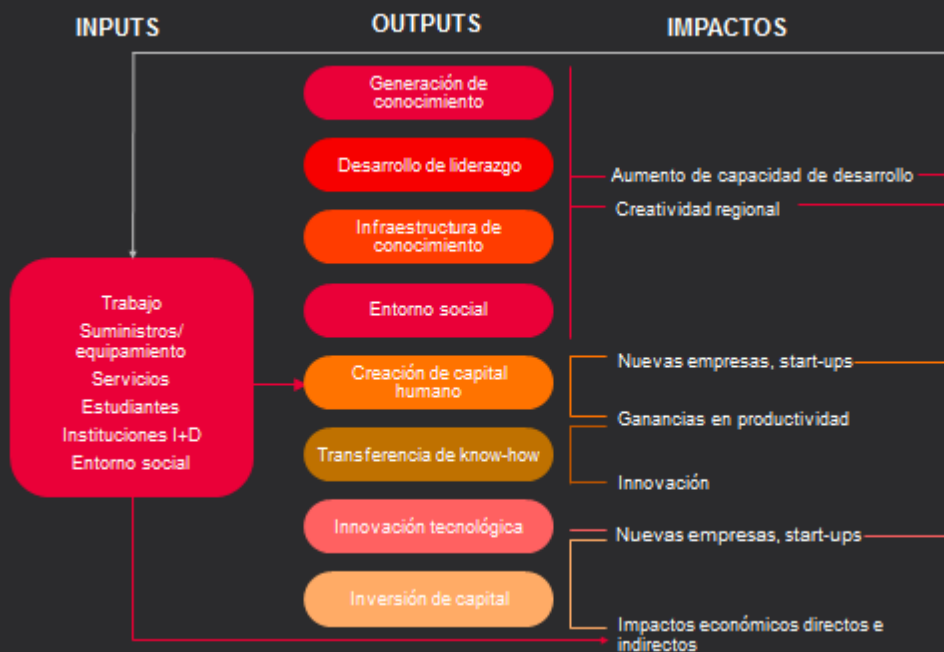 INPUTS
OUTPUTS
IMPACTOS
Trabajo
Suministros/
equipamiento
Servicios
Estudiantes
Instituciones I+D
Entorno social
Generación de
conocimiento
Desarrollo de liderazgo
Infraestructura de
conocimiento
Entorno social
Creación de capital
humano
Transferencia de know-how
Innovación tecnológica
Inversión de capital
Aumento de capacidad de desarrollo
Creatividad regional
Nuevas empresas, start-ups
Ganancias en productividad
Innovación
Nuevas empresas, start-ups
Impactos económicos directos e
indirectos